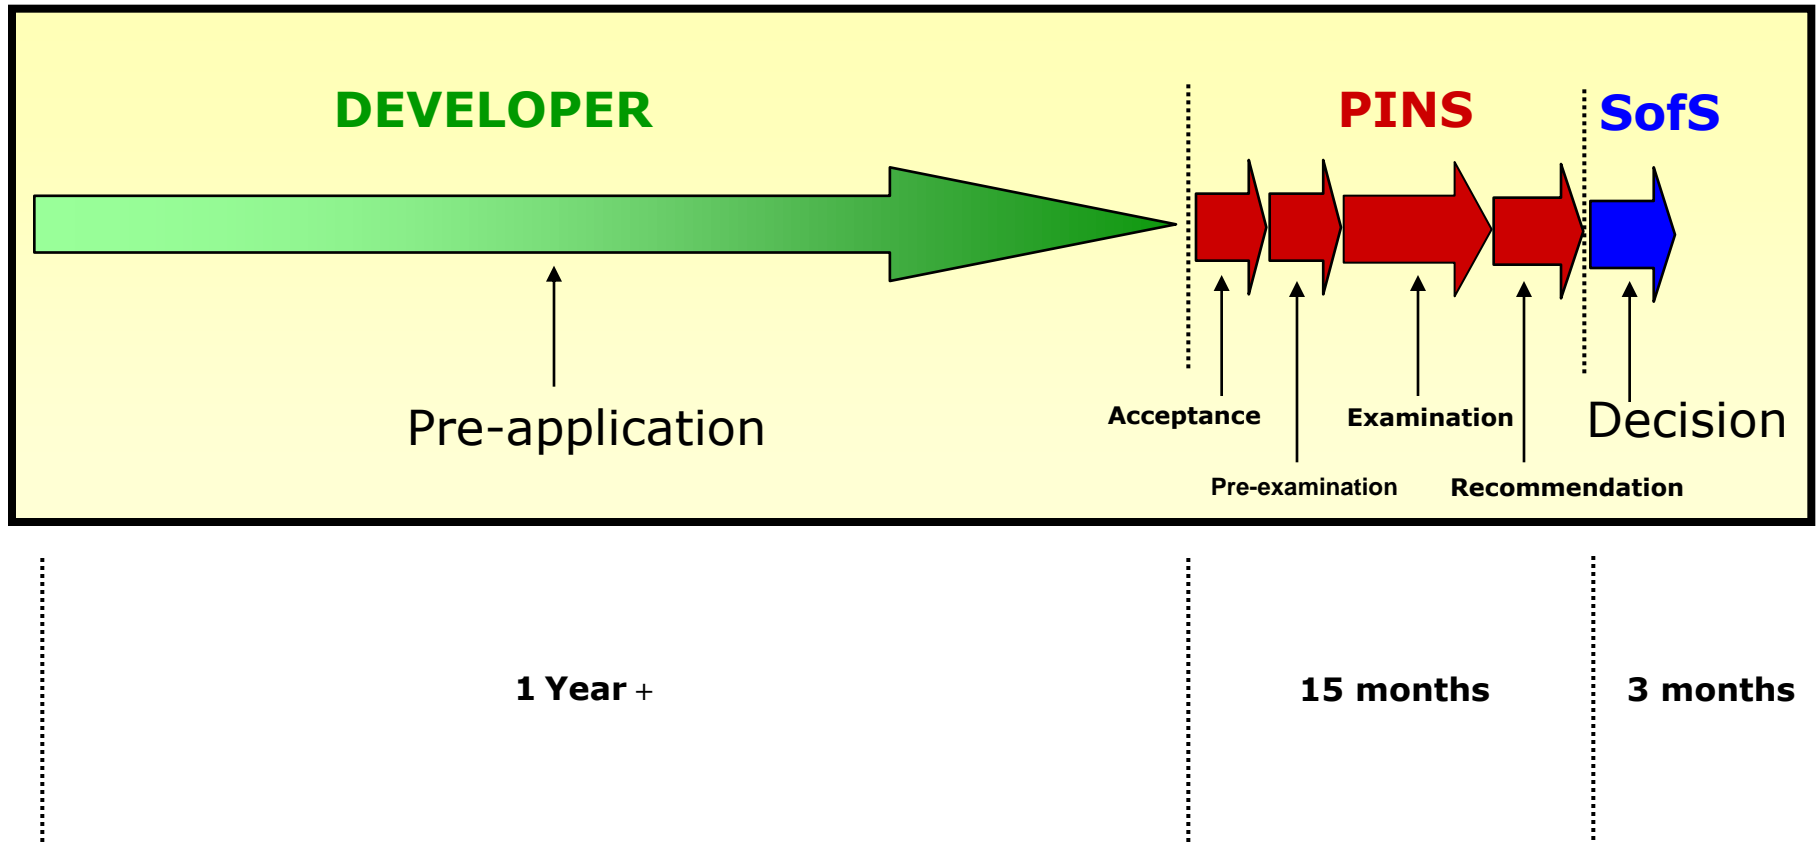 DEVELOPER
PINS
SofS
Pre-application
Acceptance
Examination
Decision
Pre-examination
Recommendation
1 Year +
15 months
3 months